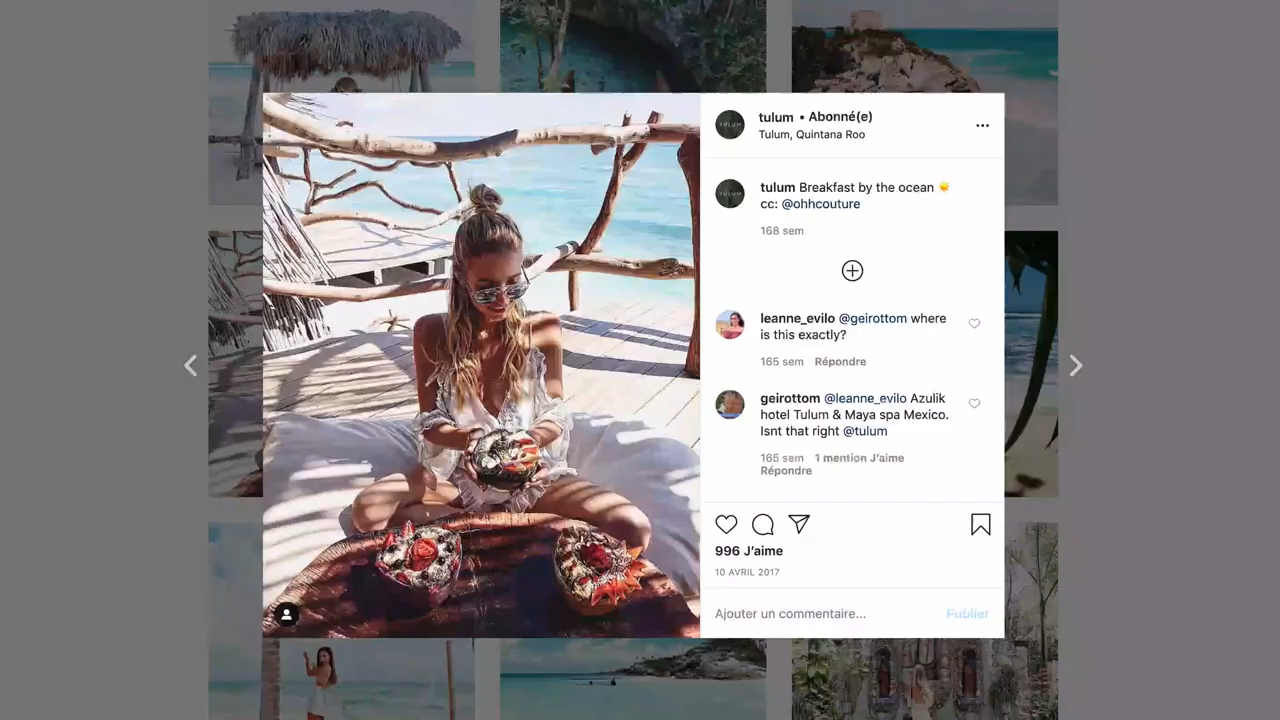 TULUM
tulum • Abonné(e)
Tulum, Quintana Roo
TULUM
tulum Breakfast by the ocean ☀️
cc: @ohhcouture
168 sem
leanne_evilo @geirottom where
is this exactly?
165 sem Répondre
geirottom @leanne_evilo Azulik
hotel Tulum & Maya spa Mexico.
Isnt that right @tulum
165 sem 1 mention J’aime
Répondre
996 J’aime
10 AVRIL 2017
Ajouter un commentaire...
Publier